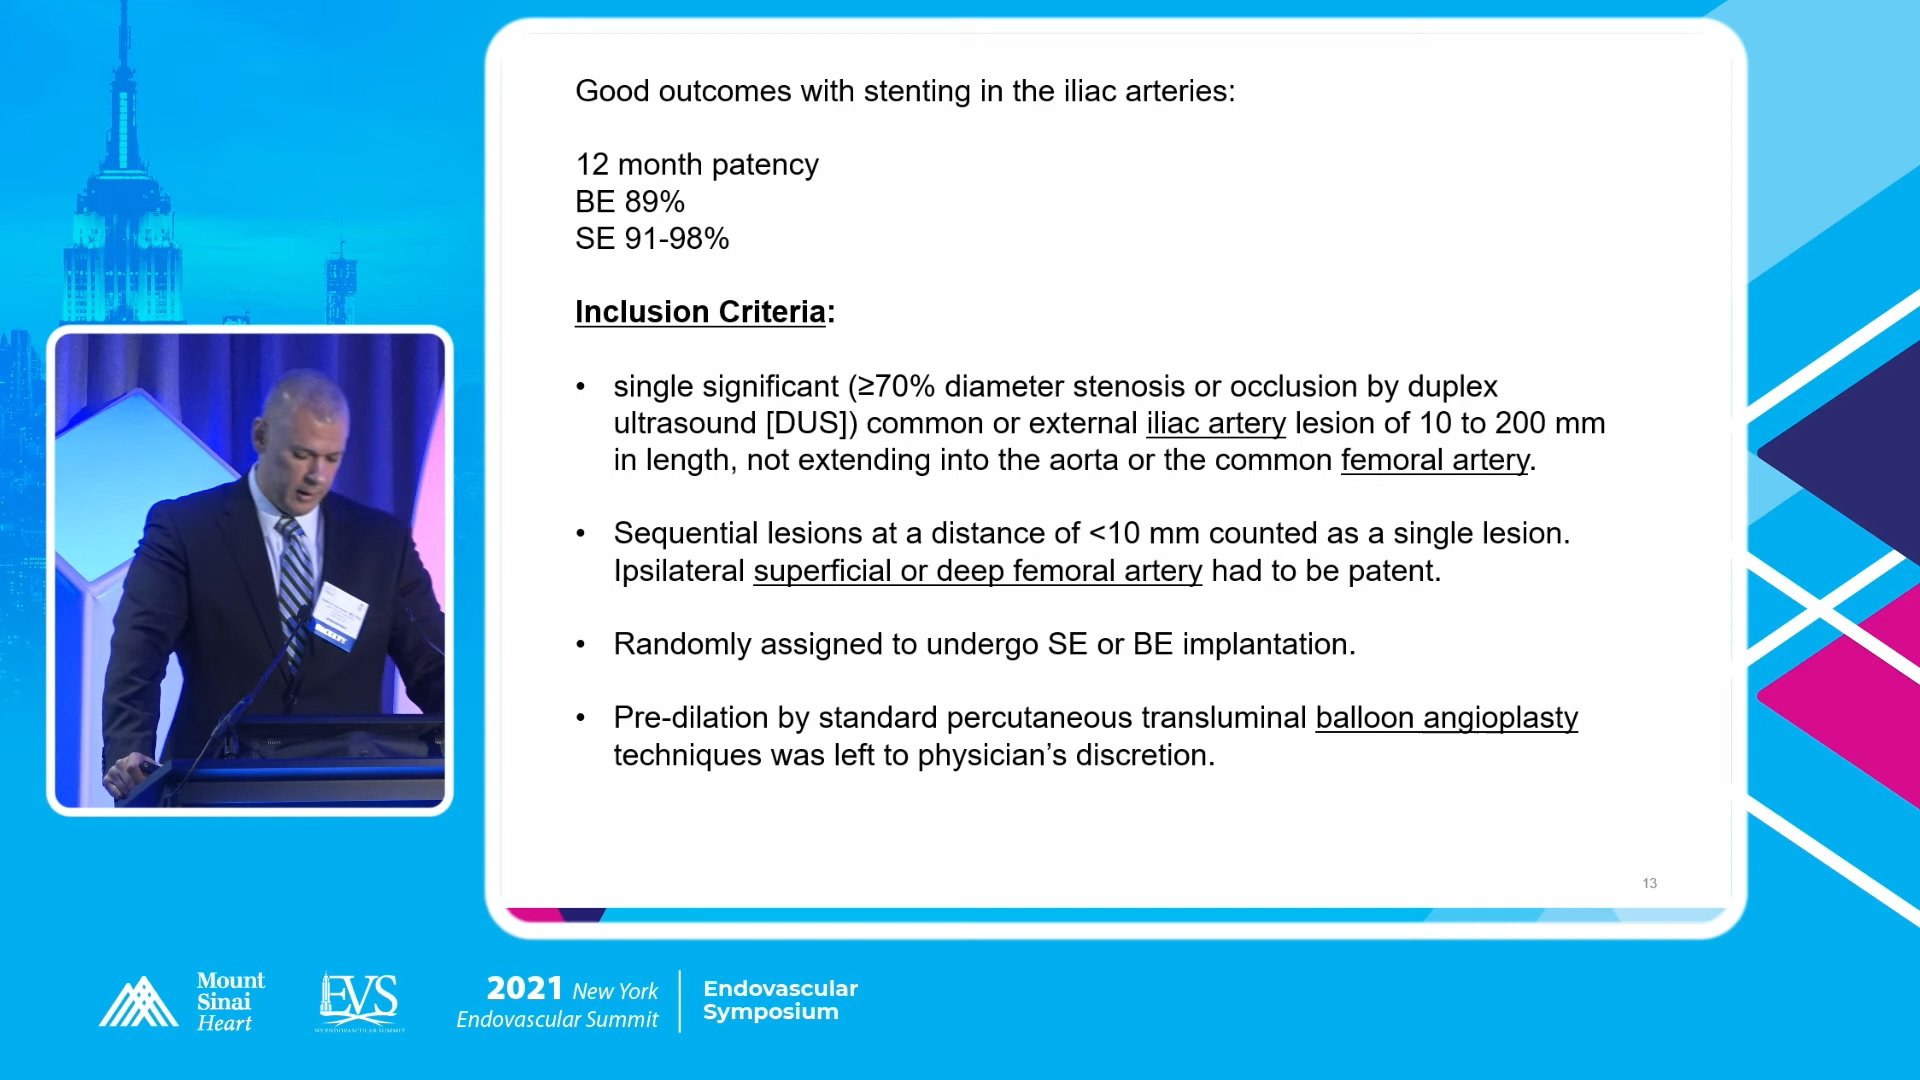 Good outcomes with stenting in the iliac arteries:
12 month patency
BE 89%
SE 91-98%
Inclusion Criteria:
• single significant (≥70% diameter stenosis or occlusion by duplex
ultrasound [DUS]) common or external iliac artery lesion of 10 to 200 mm
in length, not extending into the aorta or the common femoral artery.
• Sequential lesions at a distance of <10 mm counted as a single lesion.
Ipsilateral superficial or deep femoral artery had to be patent.
• Randomly assigned to undergo SE or BE implantation.
• Pre-dilation by standard percutaneous transluminal balloon angioplasty
techniques was left to physician’s discretion.
13
Mount
Sinai
Heart
EVS
NY ENDOVASCULAR SUMMIT
2021 New York
Endovascular Summit
Endovascular
Symposium